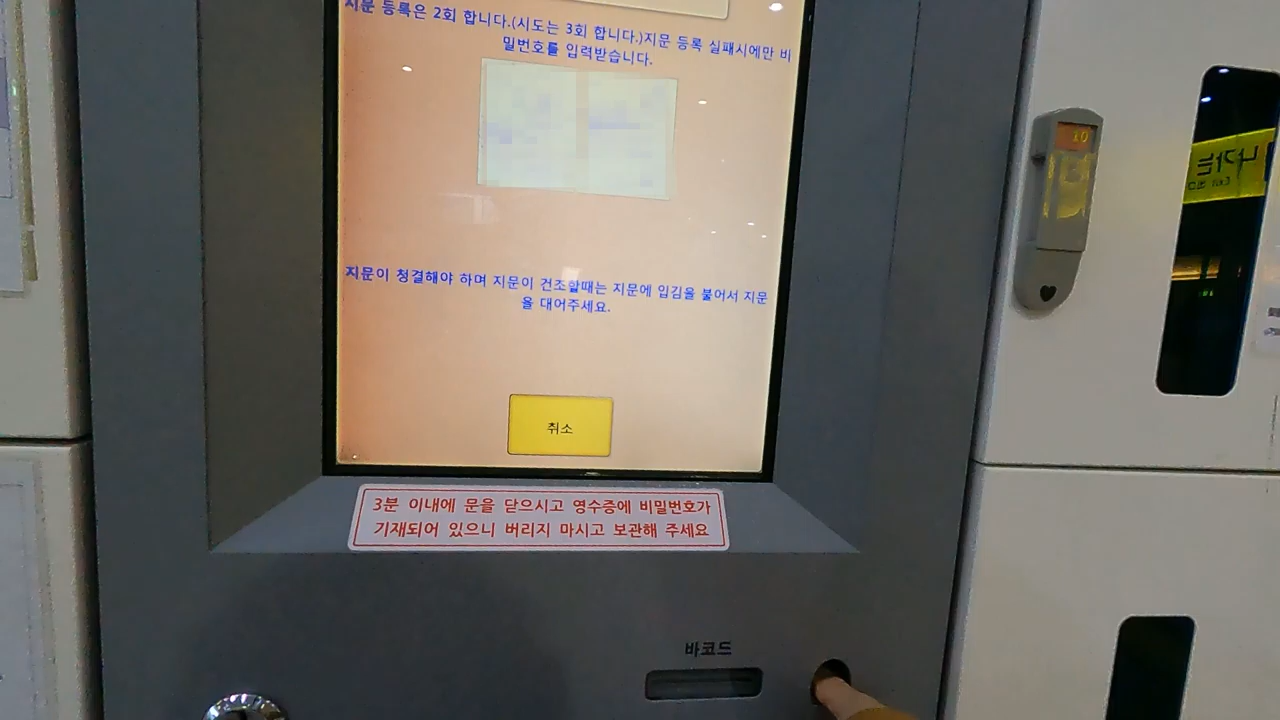 지문 등록은 2회 합니다.(시도는 3회 합니다.)지문 등록 실패시에만 비
밀번호를 입력받습니다.
지문이 청결해야 하며 지문이 건조할때는 지문에 입김을 불어서 지문
을 대어주세요.
취소
3분 이내에 문을 닫으시고 영수증에 비밀번호가
기재되어 있으니 버리지 마시고 보관해 주세요
바코드
나가는
Exit